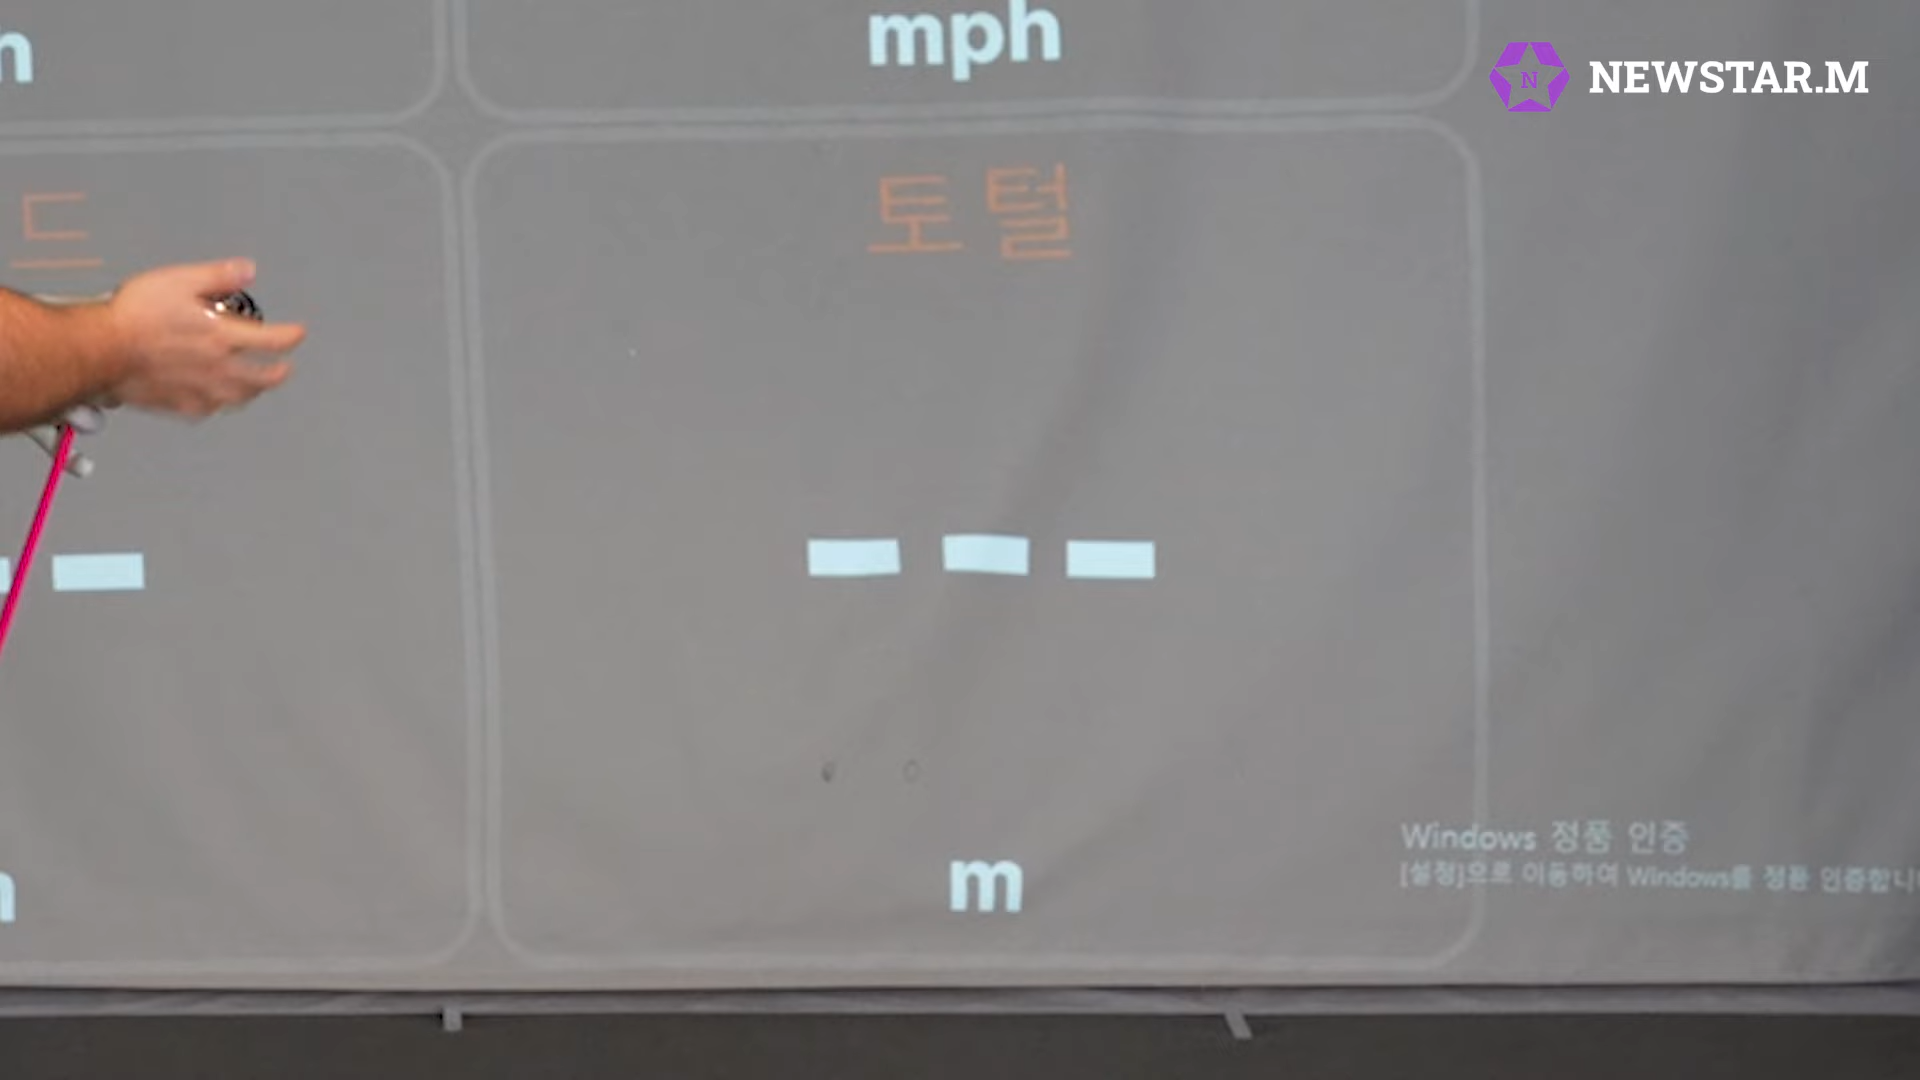 mph
NEWSTAR.M
드
토털
- - -
m
Windows 정품 인증
[설정]으로 이동하여 Windows를 정품 인증합니